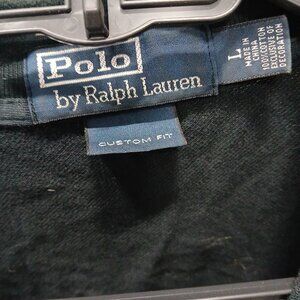 Polo
by Ralph Lauren
CUSTOM FIT
L
MADE IN
CHINA
100% COTTON
EXCLUSIVE OF
DECORATION